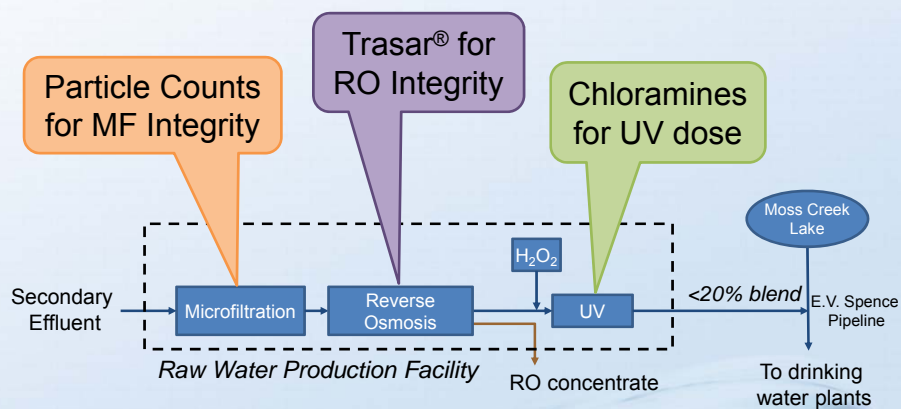 Particle Counts
for MF Integrity
Trasar® for
RO Integrity
Chloramines
for UV dose
Moss Creek
Lake
H₂O₂
Secondary
Effluent
Microfiltration
Reverse
Osmosis
UV
<20% blend
E.V. Spence
Pipeline
Raw Water Production Facility
RO concentrate
To drinking
water plants